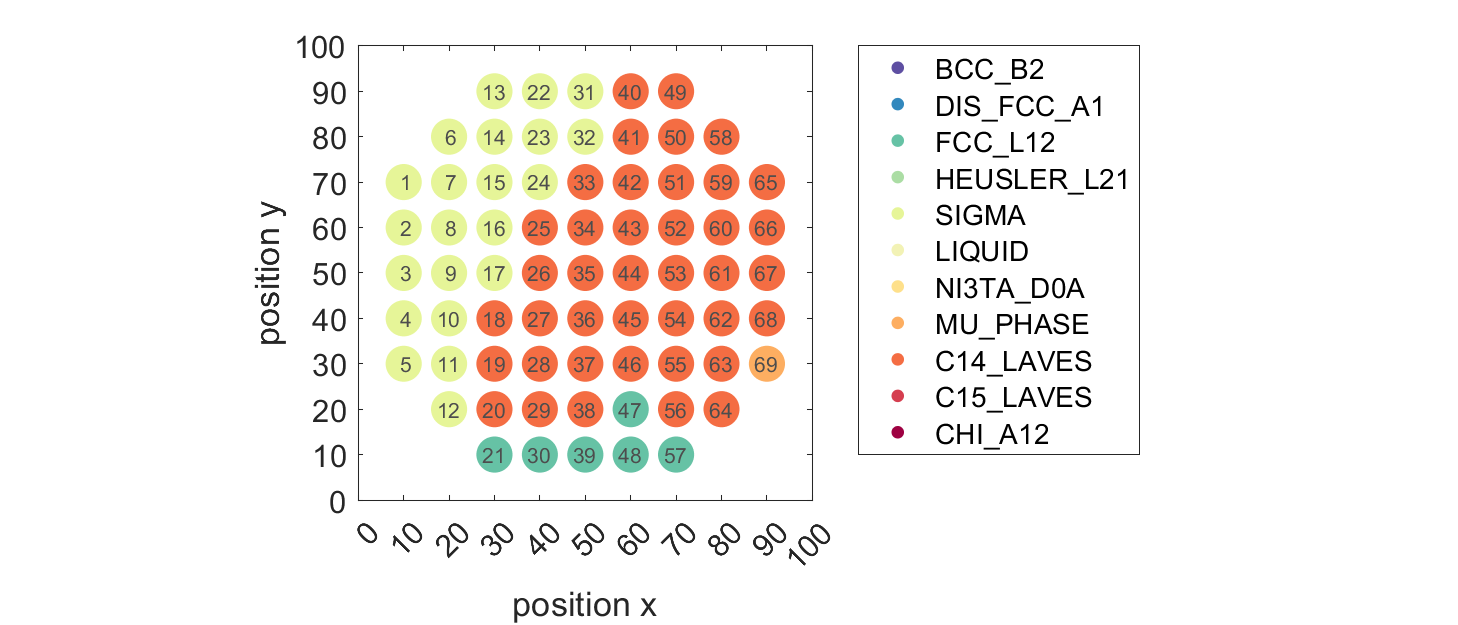 100
90 13 22 31 40 49
80 6 14 23 32 41 50 58
70 1 7 15 24 33 42 51 59 65
60 2 8 16 25 34 43 52 60 66
50 3 9 17 26 35 44 53 61 67
40 4 10 18 27 36 45 54 62 68
30 5 11 19 28 37 46 55 63 69
20 12 20 29 38 47 56 64
10 21 30 39 48 57
0
position y
0 10 20 30 40 50 60 70 80 90 100
position x
BCC_B2
DIS_FCC_A1
FCC_L12
HEUSLER_L21
SIGMA
LIQUID
NI3TA_D0A
MU_PHASE
C14_LAVES
C15_LAVES
CHI_A12